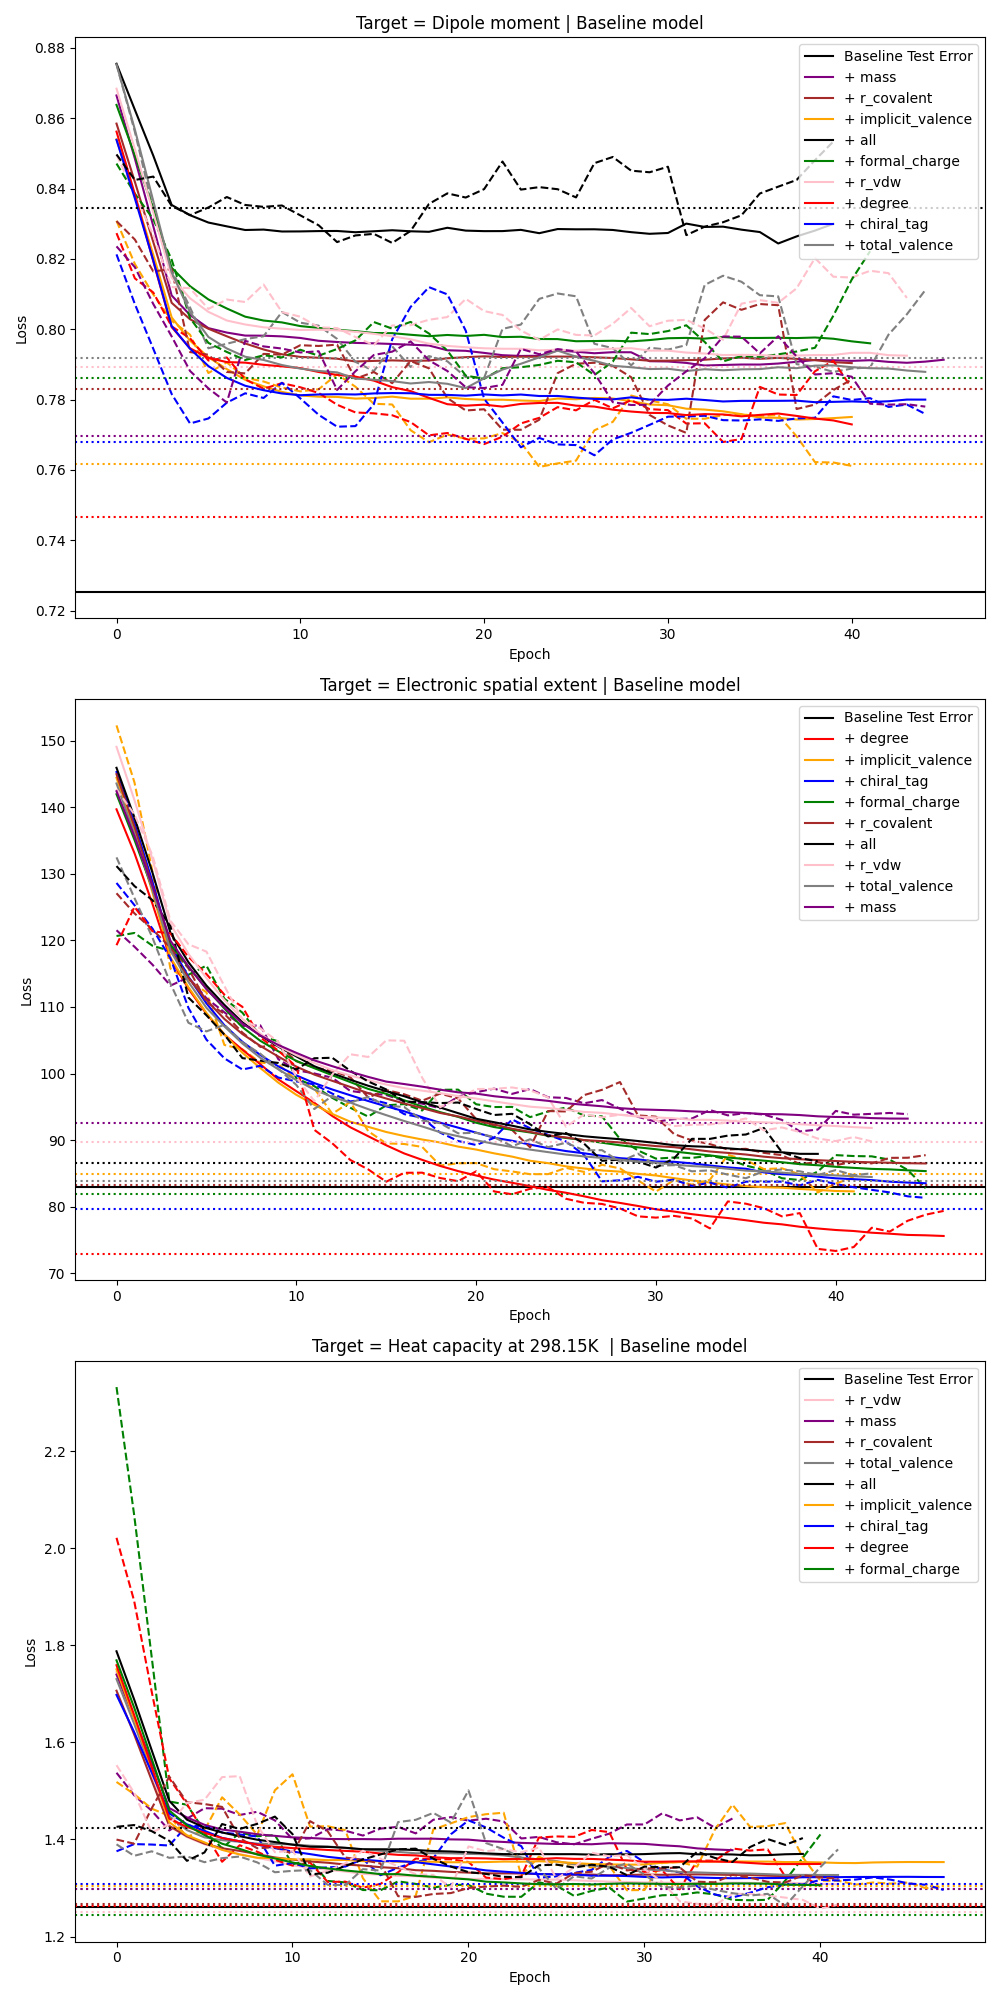 Target = Dipole moment | Baseline model
0.88
0.86
0.84
0.82
0.80
0.78
0.76
0.74
0.72
Loss
Baseline Test Error
+ mass
+ r_covalent
+ implicit_valence
+ all
+ formal_charge
+ r_vdw
+ degree
+ chiral_tag
+ total_valence
0
10
20
30
40
Epoch
Target = Electronic spatial extent | Baseline model
150
140
130
120
110
100
90
80
70
Loss
Baseline Test Error
+ degree
+ implicit_valence
+ chiral_tag
+ formal_charge
+ r_covalent
+ all
+ r_vdw
+ total_valence
+ mass
0
10
20
30
40
Epoch
Target = Heat capacity at 298.15K  | Baseline model
2.2
2.0
1.8
1.6
1.4
1.2
Loss
Baseline Test Error
+ r_vdw
+ mass
+ r_covalent
+ total_valence
+ all
+ implicit_valence
+ chiral_tag
+ degree
+ formal_charge
0
10
20
30
40
Epoch